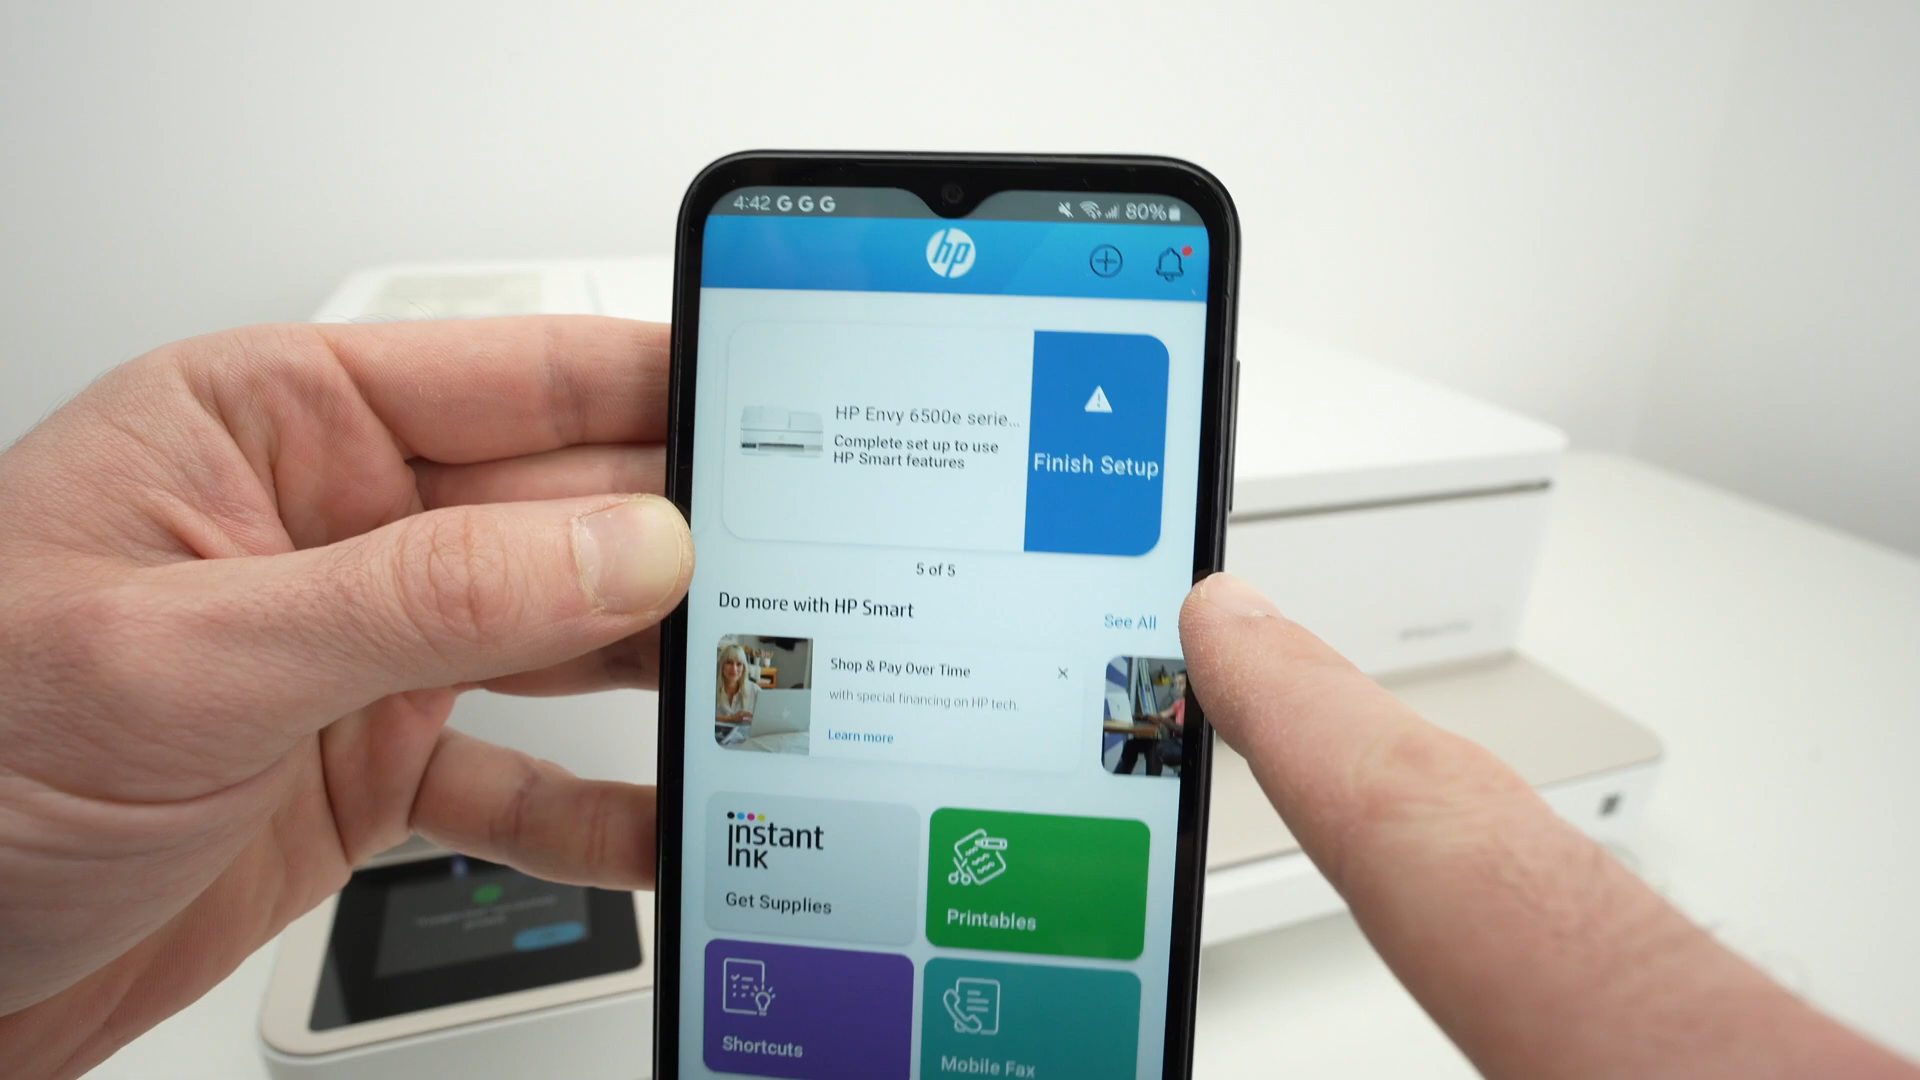 4:42 G G G
80%
hp
HP Envy 6500e serie...
Complete set up to use
HP Smart features
Finish Setup
5 of 5
Do more with HP Smart
See All
Shop & Pay Over Time
with special financing on HP tech.
Learn more
instant
ink
Get Supplies
Printables
Shortcuts
Mobile Fax